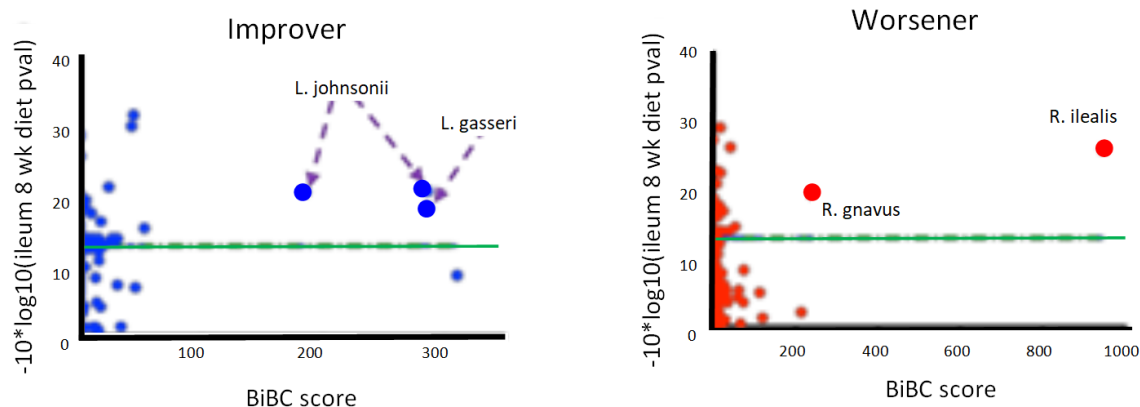 Improver
-10*log10(ileum 8 wk diet pval)
40
30
20
10
0
L. johnsonii
L. gasseri
100
200
300
BiBC score
Worsener
-10*log10(ileum 8 wk diet pval)
40
30
20
10
0
R. ilealis
R. gnavus
200
400
600
800
1000
BiBC score